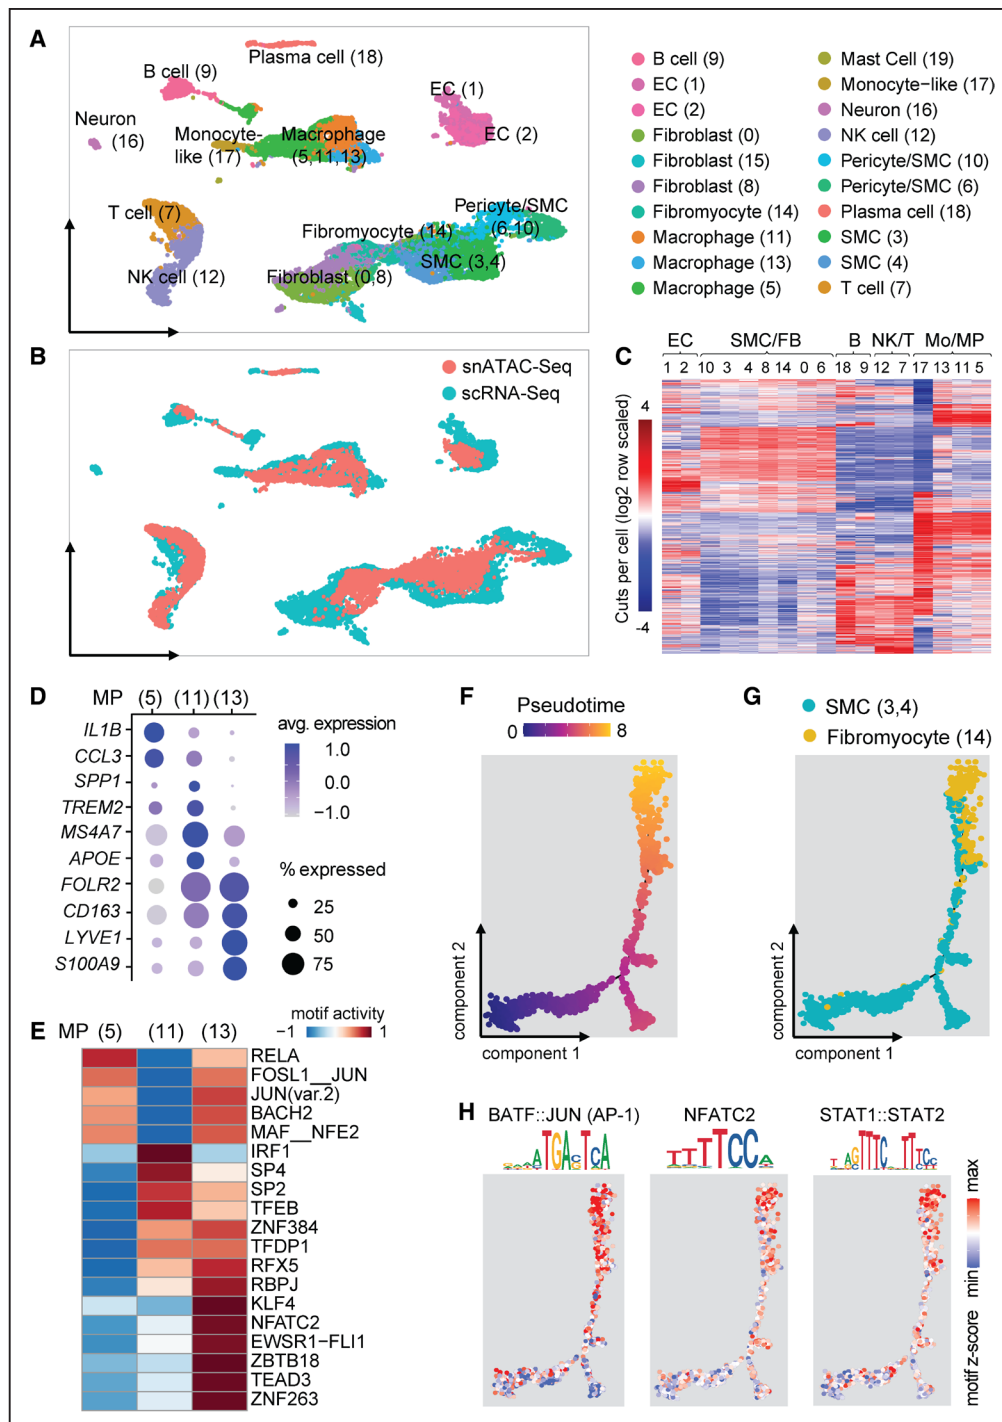 A
Plasma cell (18)
B cell (9)
EC (1)
Neuron
(16)
Monocyte-
like (17)
Macrophage
(5,11,13)
EC (2)
T cell (7)
NK cell (12)
Pericyte/SMC
(6,10)
Fibromyocyte (14)
SMC (3,4)
Fibroblast (0,8)
B cell (9)
EC (1)
EC (2)
Fibroblast (0)
Fibroblast (15)
Fibroblast (8)
Fibromyocyte (14)
Macrophage (11)
Macrophage (13)
Macrophage (5)
Mast Cell (19)
Monocyte-like (17)
Neuron (16)
NK cell (12)
Pericyte/SMC (10)
Pericyte/SMC (6)
Plasma cell (18)
SMC (3)
SMC (4)
T cell (7)
B
snATAC-Seq
scRNA-Seq
C
EC SMC/FB B NK/T Mo/MP
1 2 10 3 4 8 14 0 6 18 9 12 7 17 13 11 5
4
Cuts per cell (log2 row scaled)
-4
D
MP (5) (11) (13)
IL1B
CCL3
SPP1
TREM2
MS4A7
APOE
FOLR2
CD163
LYVE1
S100A9
avg. expression
1.0
0.0
−1.0
% expressed
25
50
75
E
motif activity
−1 1
MP (5) (11) (13)
RELA
FOSL1__JUN
JUN(var.2)
BACH2
MAF__NFE2
IRF1
SP4
SP2
TFEB
ZNF384
TFDP1
RFX5
RBPJ
KLF4
NFATC2
EWSR1−FLI1
ZBTB18
TEAD3
ZNF263
F
Pseudotime
0 8
component 2
component 1
G
SMC (3,4)
Fibromyocyte (14)
component 2
component 1
H
BATF::JUN (AP-1)
NFATC2
STAT1::STAT2
max
min
motif z-score